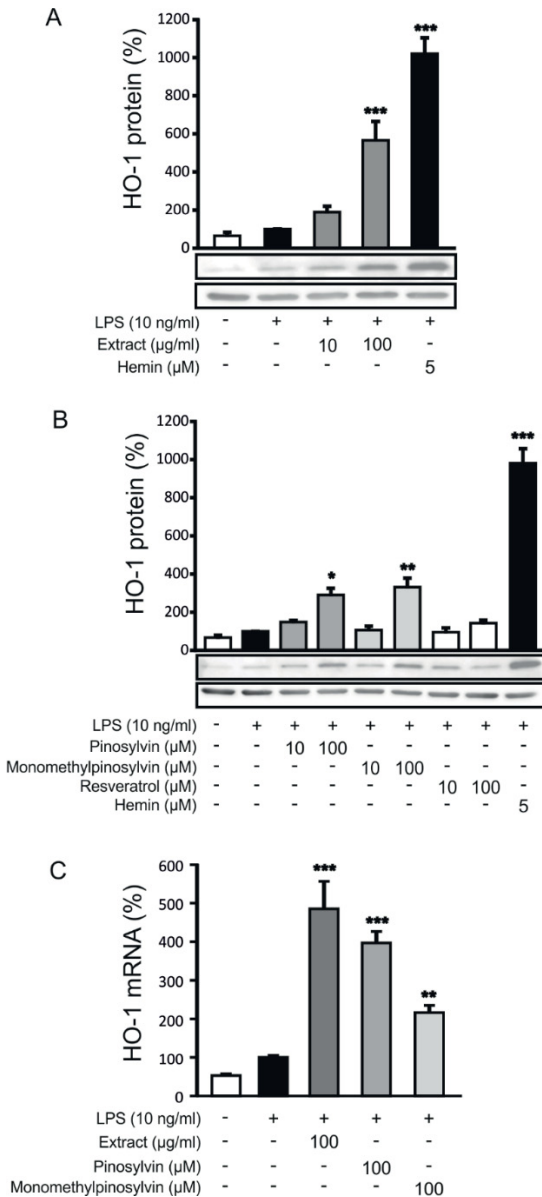 A
HO-1 protein (%)
1200
1000
800
600
400
200
0
***
***
LPS (10 ng/ml) - + + + +
Extract (µg/ml) - - 10 100 -
Hemin (µM) - - - - 5
B
HO-1 protein (%)
1200
1000
800
600
400
200
0
*
**
***
LPS (10 ng/ml) - + + + + + + + +
Pinosylvin (µM) - - 10 100 - - - - -
Monomethylpinosylvin (µM) - - - - 10 100 - - -
Resveratrol (µM) - - - - - - 10 100 -
Hemin (µM) - - - - - - - - 5
C
HO-1 mRNA (%)
600
500
400
300
200
100
0
***
***
**
LPS (10 ng/ml) - + + + +
Extract (µg/ml) - - 100 - -
Pinosylvin (µM) - - - 100 -
Monomethylpinosylvin (µM) - - - - 100